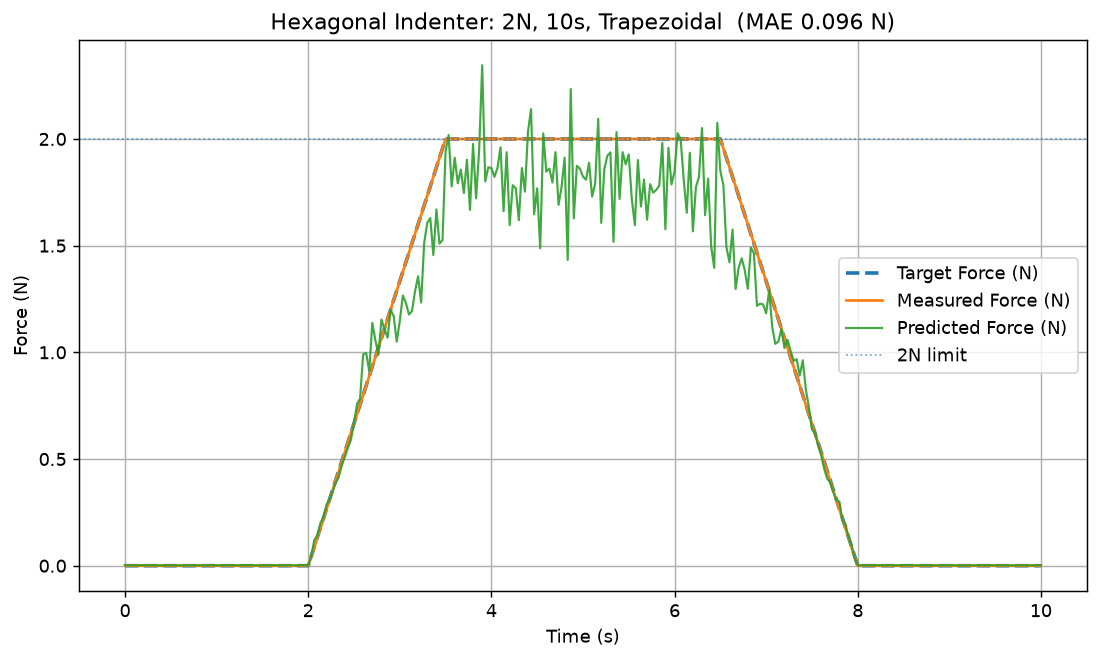 Hexagonal Indenter: 2N, 10s, Trapezoidal  (MAE 0.096 N)
Force (N)
2.0
1.5
1.0
0.5
0.0
Target Force (N)
Measured Force (N)
Predicted Force (N)
2N limit
0 2 4 6 8 10
Time (s)